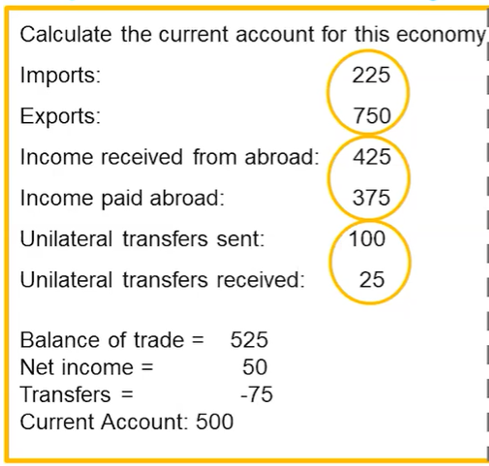 Calculate the current account for this economy
Imports: 225
Exports: 750
Income received from abroad: 425
Income paid abroad: 375
Unilateral transfers sent: 100
Unilateral transfers received: 25
Balance of trade = 525
Net income = 50
Transfers = -75
Current Account: 500